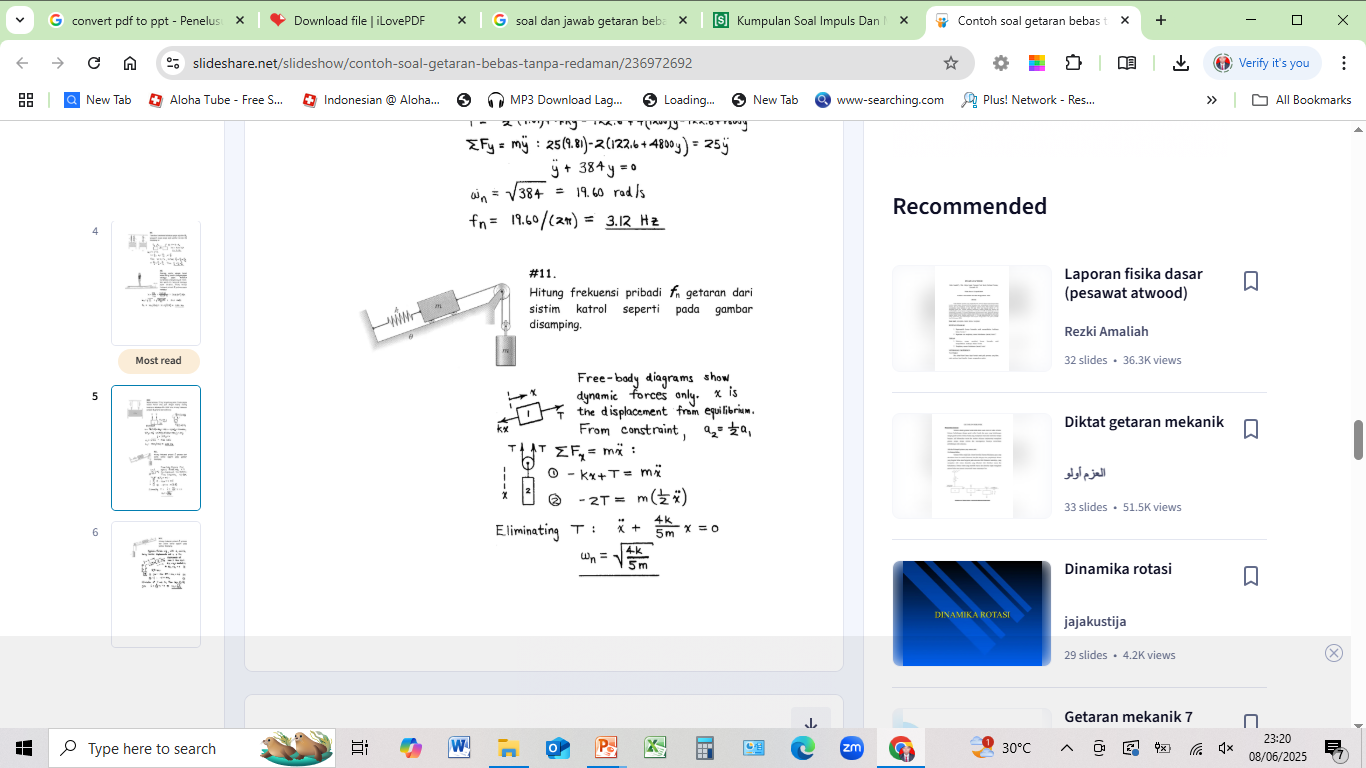 convert pdf to ppt - Penelus
Download file | iLovePDF
soal dan jawab getaran beba
Kumpulan Soal Impuls Dan M
Contoh soal getaran bebas t
slideshare.net/slideshow/contoh-soal-getaran-bebas-tanpa-redaman/236972692
Verify it's you
New Tab
Aloha Tube - Free S...
Indonesian @ Aloha...
MP3 Download Lag...
Loading...
New Tab
www-searching.com
Plus! Network - Res...
All Bookmarks
ΣFy = mÿ : 25(9.81)-2(122.6+4800y) = 25ÿ
ÿ + 384y = 0
ωn = √384 = 19.60 rad/s
fn = 19.60/(2π) = 3.12 Hz
#11.
Hitung frekuensi pribadi fn getaran dari
sistim katrol seperti pada gambar
disamping.
k
m
θ
m
Free-body diagrams show
dynamic forces only. x is
the displacement from equilibrium.
From constraint, a2 = ½a1
x
1
T
kx
T T
x
2
ΣFx = mẍ :
① -kx+T = mẍ
② -2T = m(½ẍ)
Eliminating T : ẍ + 4k/5m x = 0
ωn = √4k/5m
4
Most read
5
6
Recommended
Laporan fisika dasar
(pesawat atwood)
Rezki Amaliah
32 slides • 36.3K views
Diktat getaran mekanik
العزم أولو
33 slides • 51.5K views
DINAMIKA ROTASI
Dinamika rotasi
jajakustija
29 slides • 4.2K views
Getaran mekanik 7
Type here to search
zm
1
30°C
23:20
08/06/2025
7